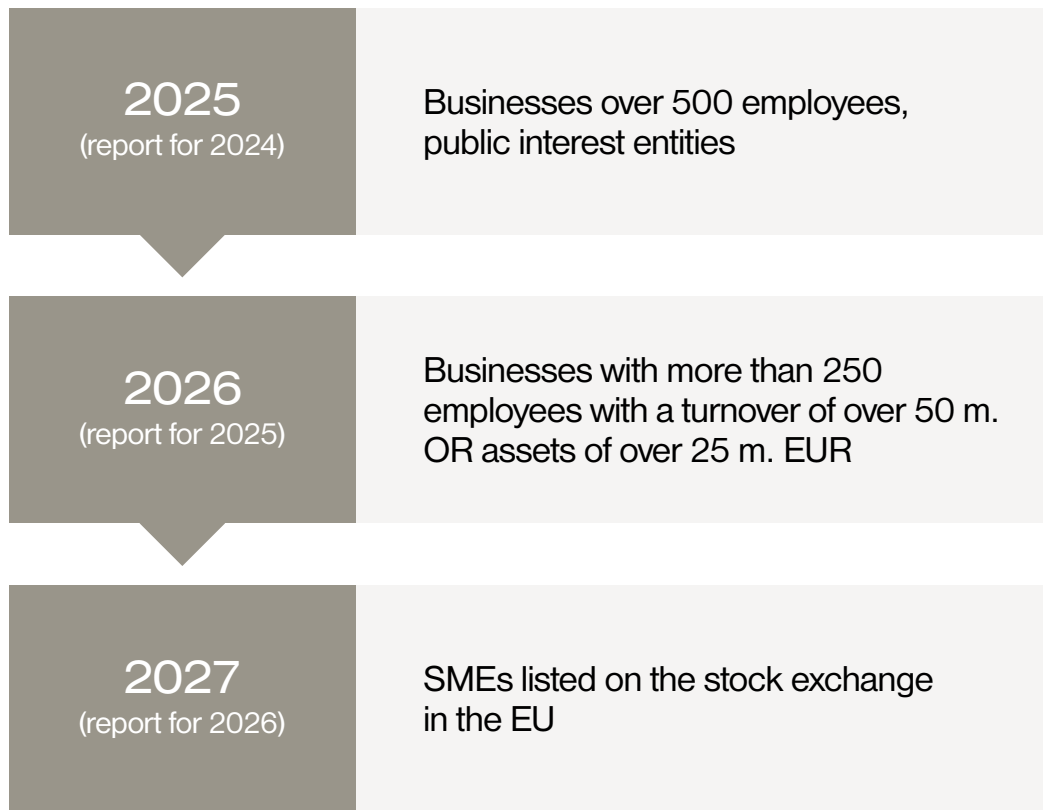 2025
(report for 2024)
Businesses over 500 employees,
public interest entities
2026
(report for 2025)
Businesses with more than 250
employees with a turnover of over 50 m.
OR assets of over 25 m. EUR
2027
(report for 2026)
SMEs listed on the stock exchange
in the EU